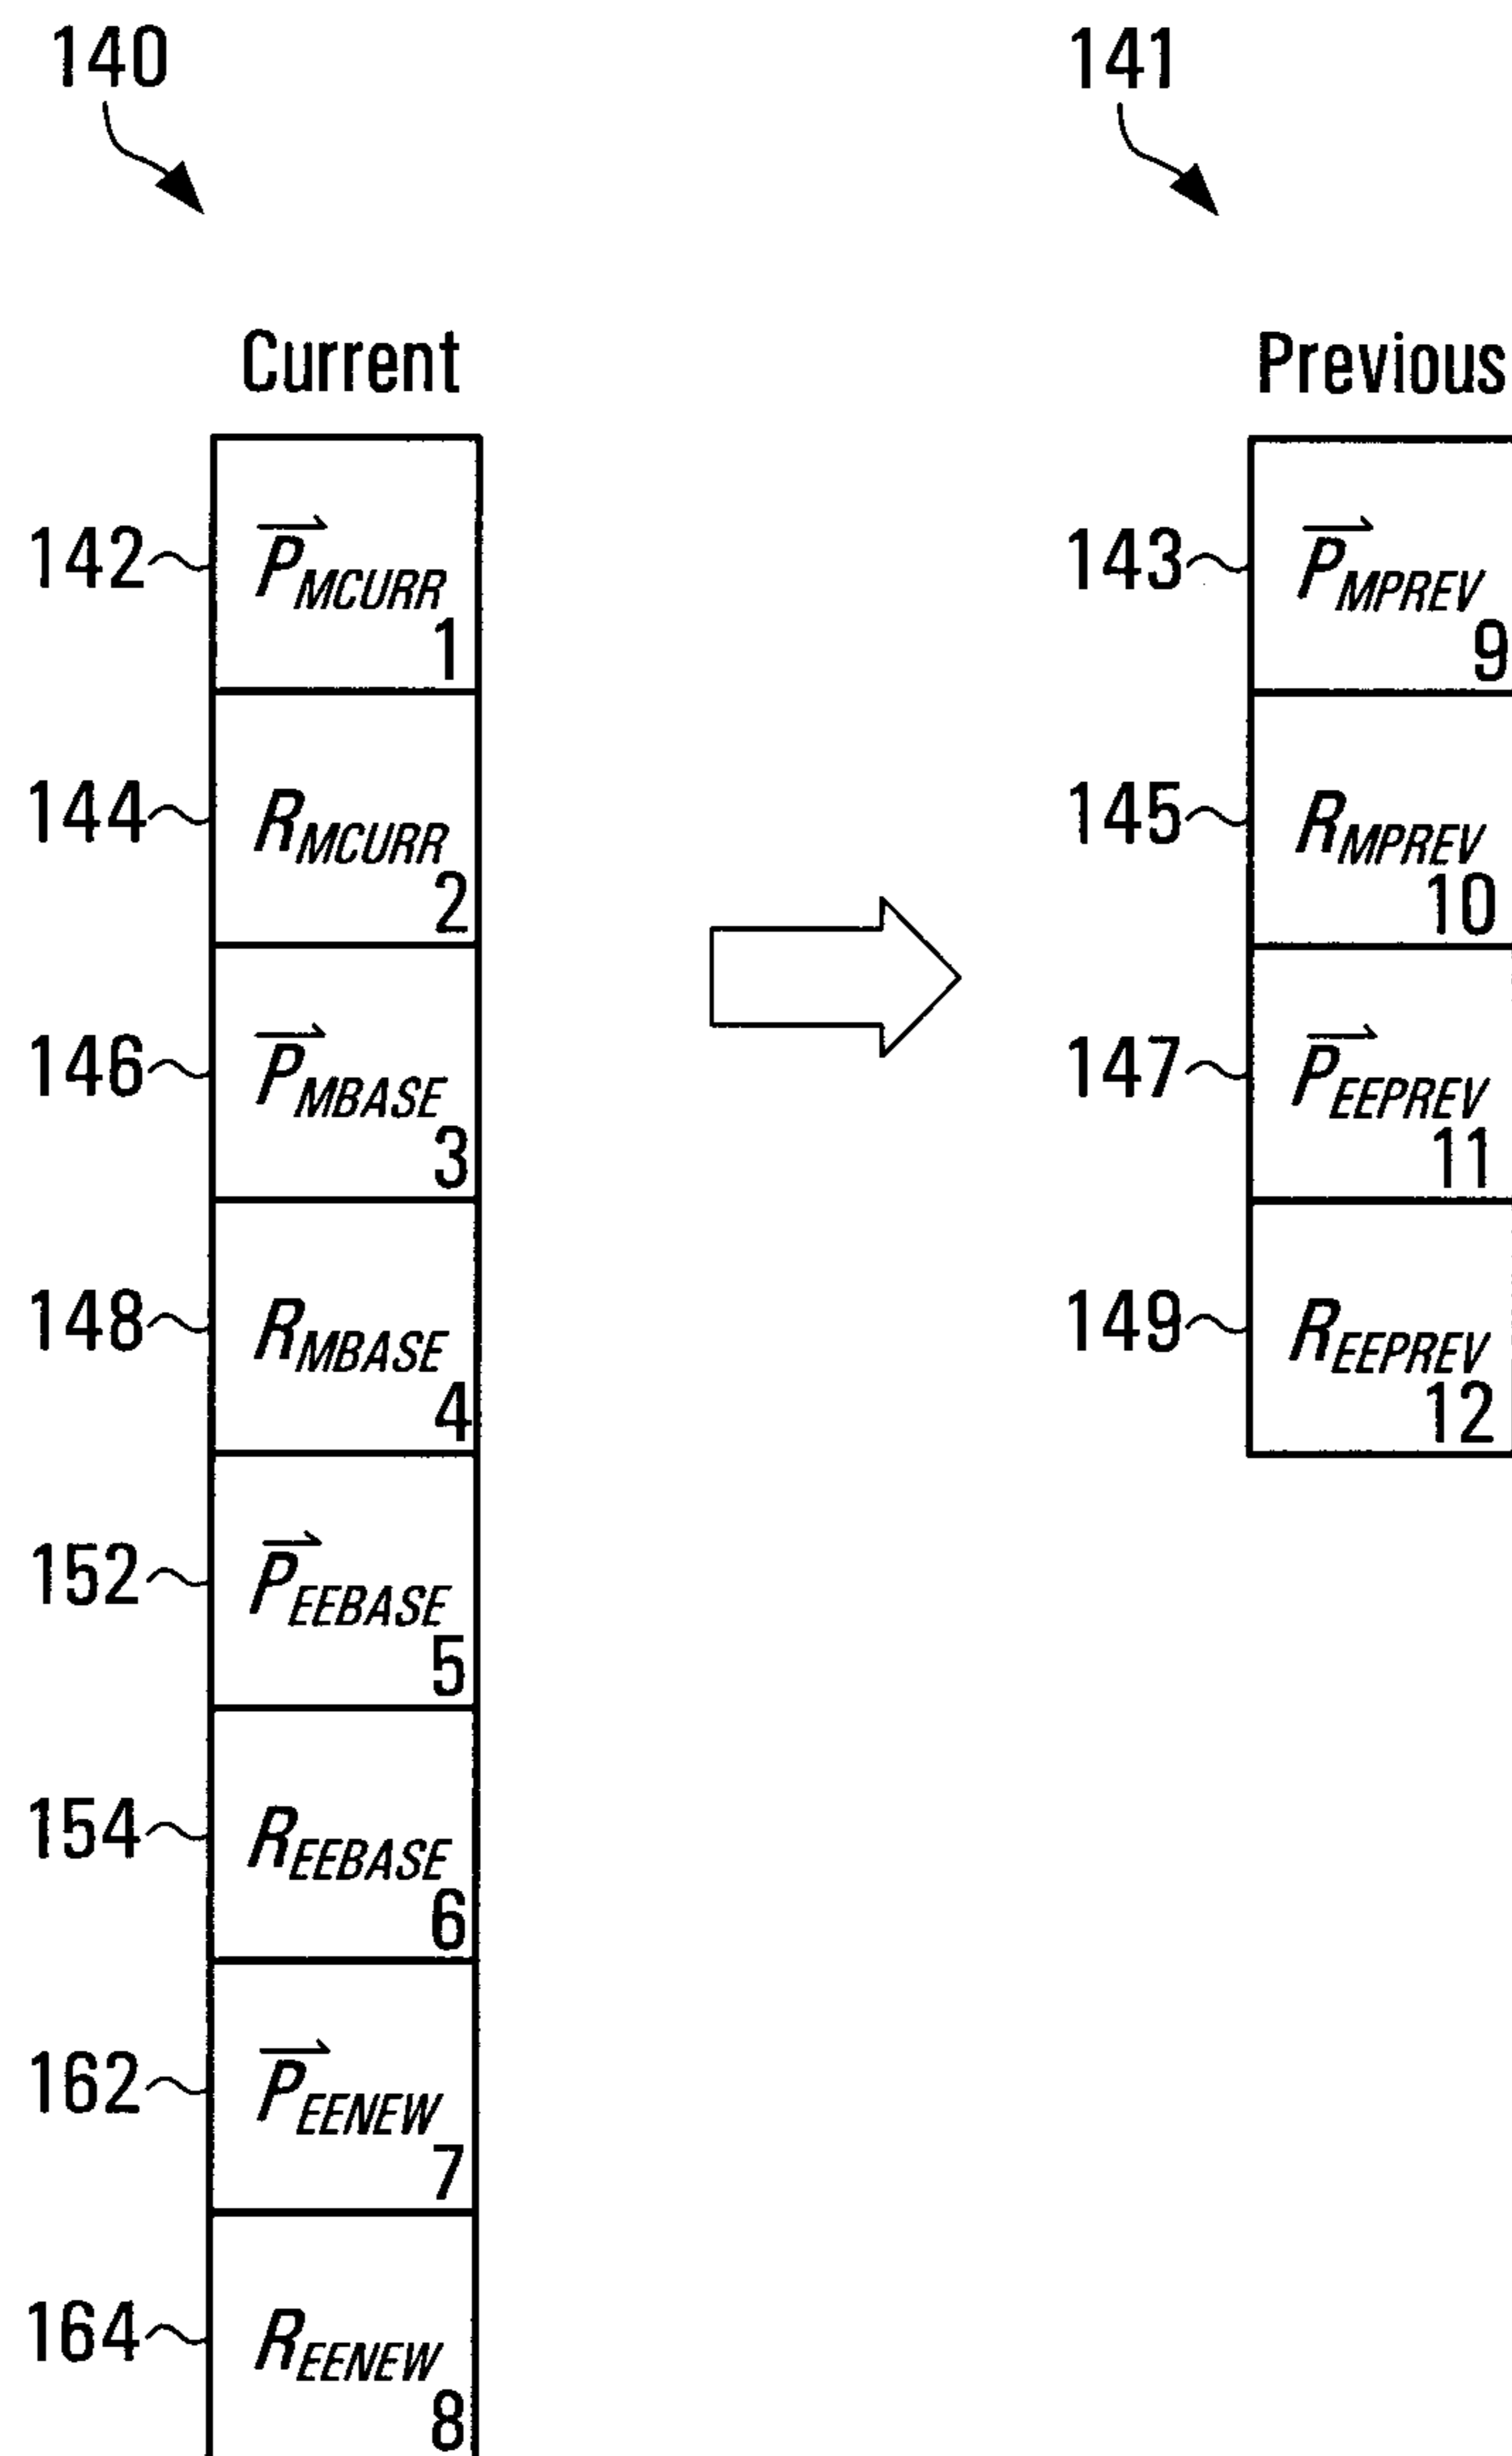 140
Current
142
P⃗MCURR
1
144
RMCURR
2
146
P⃗MBASE
3
148
RMBASE
4
152
P⃗EEBASE
5
154
REEBASE
6
162
P⃗EENEW
7
164
REENEW
8
141
Previous
143
P⃗MPREV
9
145
RMPREV
10
147
P⃗EEPREV
11
149
REEPREV
12